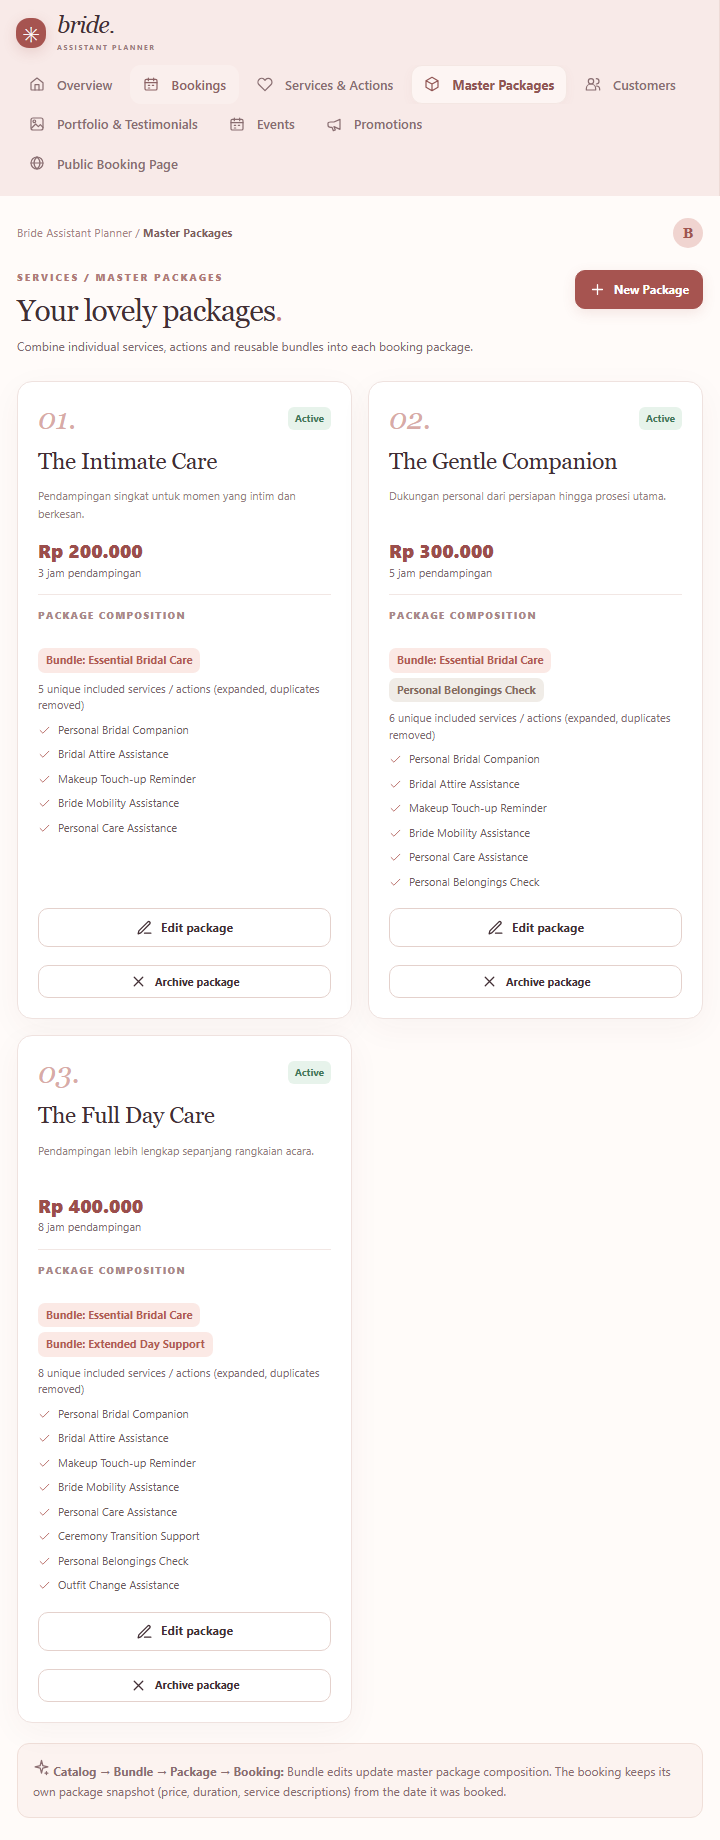 bride.
ASSISTANT PLANNER
Overview
Bookings
Services & Actions
Master Packages
Customers
Portfolio & Testimonials
Events
Promotions
Public Booking Page
Bride Assistant Planner / Master Packages
B
SERVICES / MASTER PACKAGES
Your lovely packages.
Combine individual services, actions and reusable bundles into each booking package.
New Package
01.
Active
The Intimate Care
Pendampingan singkat untuk momen yang intim dan
berkesan.
Rp 200.000
3 jam pendampingan
PACKAGE COMPOSITION
Bundle: Essential Bridal Care
5 unique included services / actions (expanded, duplicates
removed)
Personal Bridal Companion
Bridal Attire Assistance
Makeup Touch-up Reminder
Bride Mobility Assistance
Personal Care Assistance
Edit package
Archive package
02.
Active
The Gentle Companion
Dukungan personal dari persiapan hingga prosesi utama.
Rp 300.000
5 jam pendampingan
PACKAGE COMPOSITION
Bundle: Essential Bridal Care
Personal Belongings Check
6 unique included services / actions (expanded, duplicates
removed)
Personal Bridal Companion
Bridal Attire Assistance
Makeup Touch-up Reminder
Bride Mobility Assistance
Personal Care Assistance
Personal Belongings Check
Edit package
Archive package
03.
Active
The Full Day Care
Pendampingan lebih lengkap sepanjang rangkaian acara.
Rp 400.000
8 jam pendampingan
PACKAGE COMPOSITION
Bundle: Essential Bridal Care
Bundle: Extended Day Support
8 unique included services / actions (expanded, duplicates
removed)
Personal Bridal Companion
Bridal Attire Assistance
Makeup Touch-up Reminder
Bride Mobility Assistance
Personal Care Assistance
Ceremony Transition Support
Personal Belongings Check
Outfit Change Assistance
Edit package
Archive package
Catalog → Bundle → Package → Booking: Bundle edits update master package composition. The booking keeps its
own package snapshot (price, duration, service descriptions) from the date it was booked.